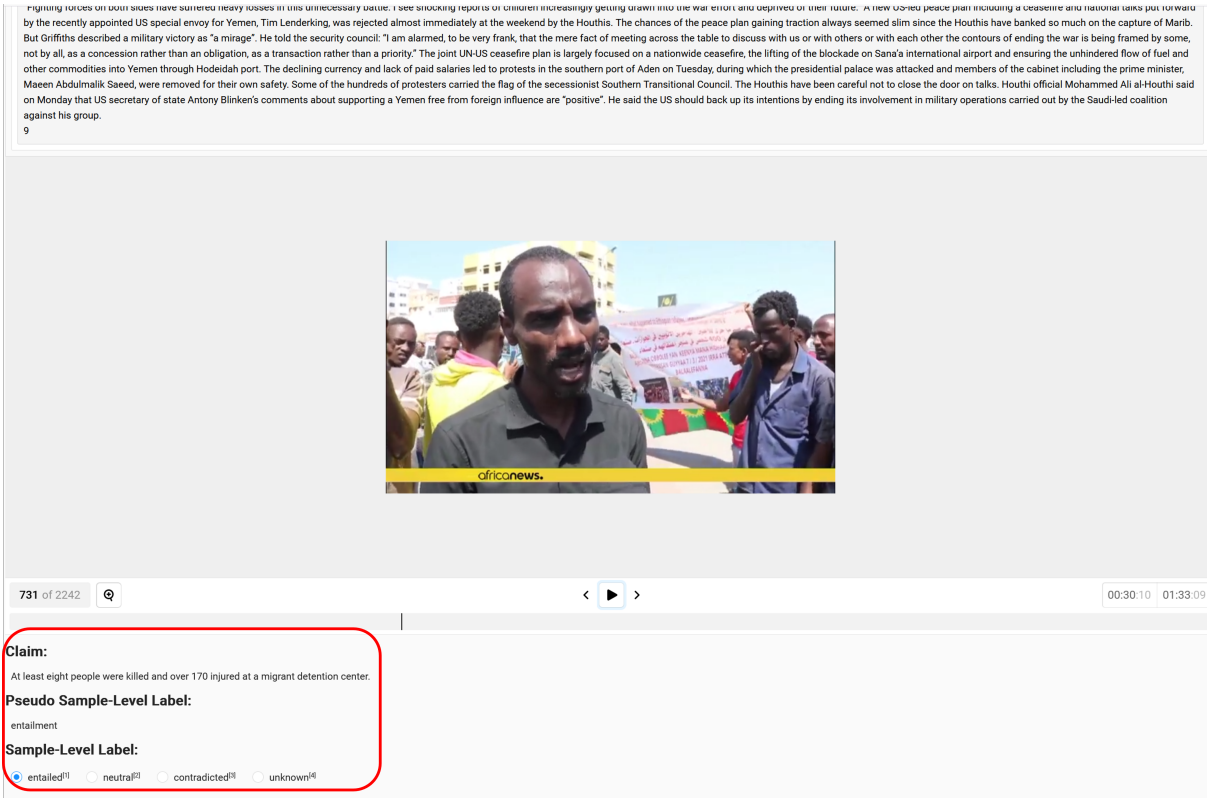 "Fighting forces on both sides have suffered heavy losses in this unnecessary battle. I see shocking reports of children increasingly getting drawn into the war effort and deprived of their future." A new US-led peace plan including a ceasefire and national talks put forward
by the recently appointed US special envoy for Yemen, Tim Lenderking, was rejected almost immediately at the weekend by the Houthis. The chances of the peace plan gaining traction always seemed slim since the Houthis have banked so much on the capture of Marib.
But Griffiths described a military victory as “a mirage”. He told the security council: “I am alarmed, to be very frank, that the mere fact of meeting across the table to discuss with us or with others or with each other the contours of ending the war is being framed by some,
not by all, as a concession rather than an obligation, as a transaction rather than a priority.” The joint UN-US ceasefire plan is largely focused on a nationwide ceasefire, the lifting of the blockade on Sana’a international airport and ensuring the unhindered flow of fuel and
other commodities into Yemen through Hodeidah port. The declining currency and lack of paid salaries led to protests in the southern port of Aden on Tuesday, during which the presidential palace was attacked and members of the cabinet including the prime minister,
Maeen Abdulmalik Saeed, were removed for their own safety. Some of the hundreds of protesters carried the flag of the secessionist Southern Transitional Council. The Houthis have been careful not to close the door on talks. Houthi official Mohammed Ali al-Houthi said
on Monday that US secretary of state Antony Blinken’s comments about supporting a Yemen free from foreign influence are “positive”. He said the US should back up its intentions by ending its involvement in military operations carried out by the Saudi-led coalition
against his group.
9
africanews.
731 of 2242
00:30:10 01:33:09
Claim:
At least eight people were killed and over 170 injured at a migrant detention center.
Pseudo Sample-Level Label:
entailment
Sample-Level Label:
entailed[1] neutral[2] contradicted[3] unknown[4]